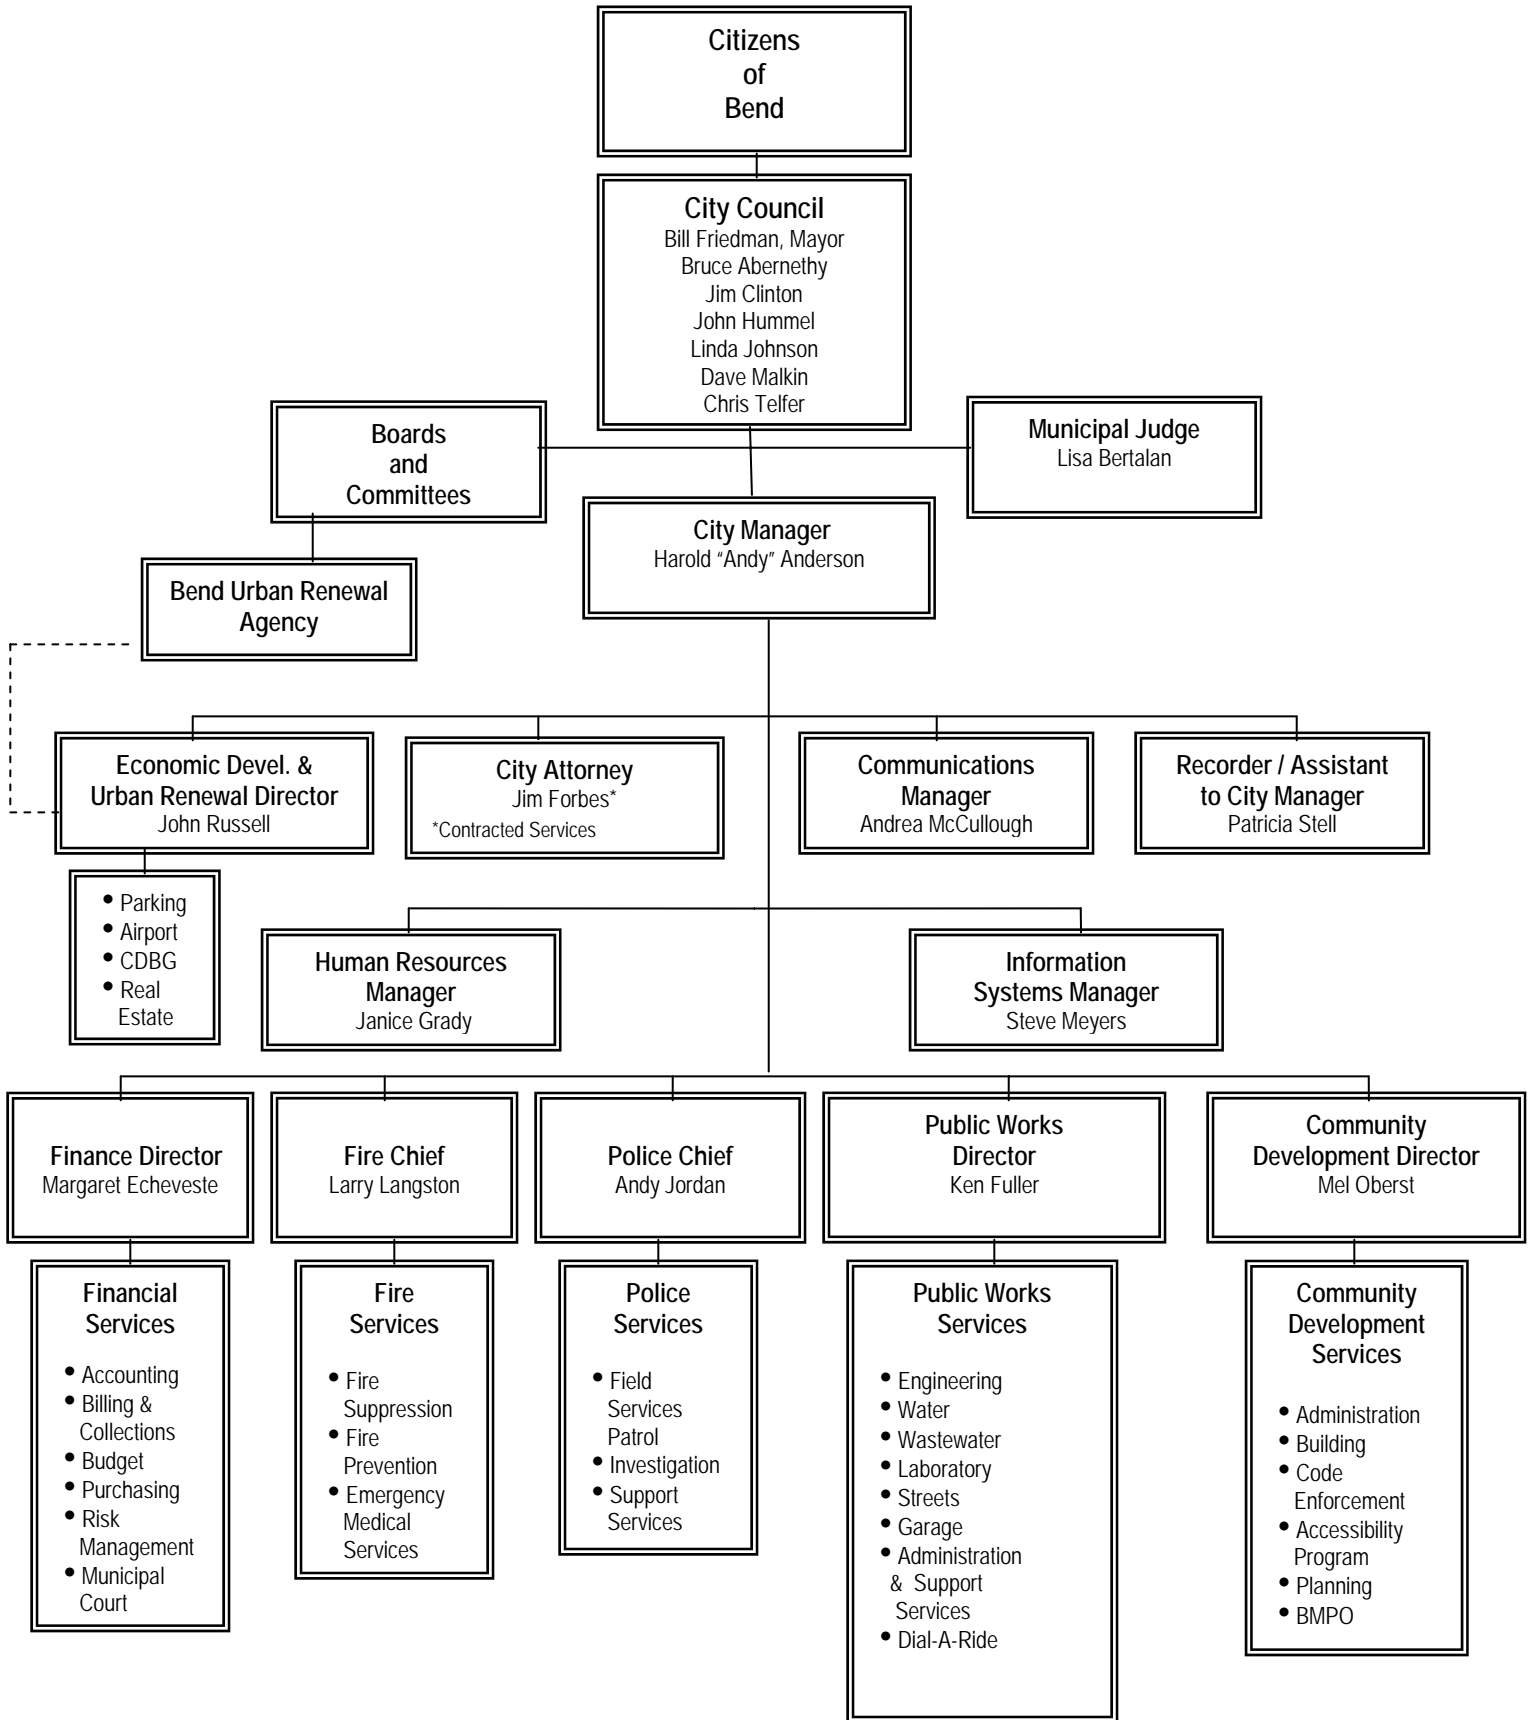 Citizens
of
Bend
City Council
Bill Friedman, Mayor
Bruce Abernethy
Jim Clinton
John Hummel
Linda Johnson
Dave Malkin
Chris Telfer
Boards
and
Committees
Municipal Judge
Lisa Bertalan
City Manager
Harold “Andy” Anderson
Bend Urban Renewal
Agency
Economic Devel. &
Urban Renewal Director
John Russell
City Attorney
Jim Forbes*
*Contracted Services
Communications
Manager
Andrea McCullough
Recorder / Assistant
to City Manager
Patricia Stell
• Parking
• Airport
• CDBG
• Real
Estate
Human Resources
Manager
Janice Grady
Information
Systems Manager
Steve Meyers
Finance Director
Margaret Echeveste
Fire Chief
Larry Langston
Police Chief
Andy Jordan
Public Works
Director
Ken Fuller
Community
Development Director
Mel Oberst
Financial
Services
• Accounting
• Billing &
Collections
• Budget
• Purchasing
• Risk
Management
• Municipal
Court
Fire
Services
• Fire
Suppression
• Fire
Prevention
• Emergency
Medical
Services
Police
Services
• Field
Services
Patrol
• Investigation
• Support
Services
Public Works
Services
• Engineering
• Water
• Wastewater
• Laboratory
• Streets
• Garage
• Administration
& Support
Services
• Dial-A-Ride
Community
Development
Services
• Administration
• Building
• Code
Enforcement
• Accessibility
Program
• Planning
• BMPO